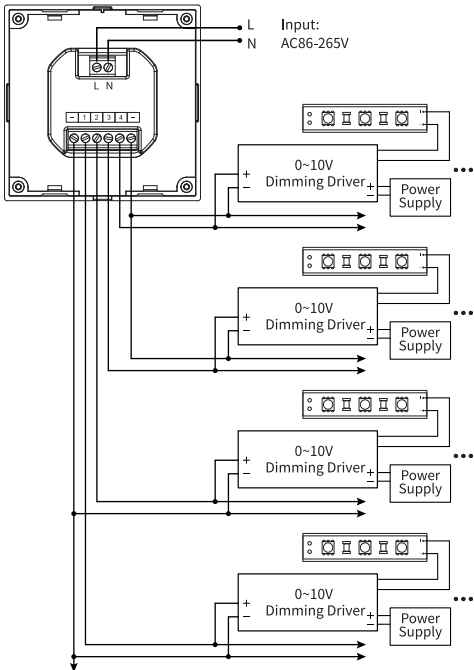 L Input:
N AC86-265V
L N
- 1 2 3 4 -
0~10V
Dimming Driver
+
-
+
-
Power
Supply
...
0~10V
Dimming Driver
+
-
+
-
Power
Supply
...
0~10V
Dimming Driver
+
-
+
-
Power
Supply
...
0~10V
Dimming Driver
+
-
+
-
Power
Supply
...